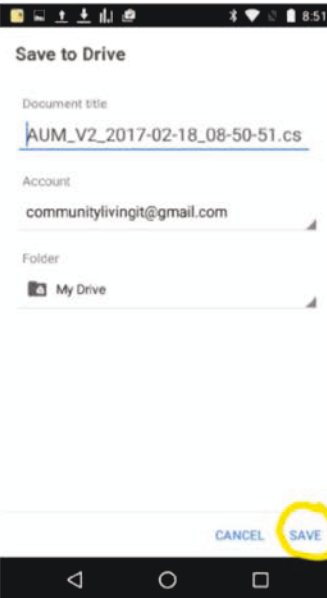 8:51
Save to Drive
Document title
AUM_V2_2017-02-18_08-50-51.cs
Account
communitylivingit@gmail.com
Folder
My Drive
CANCEL SAVE